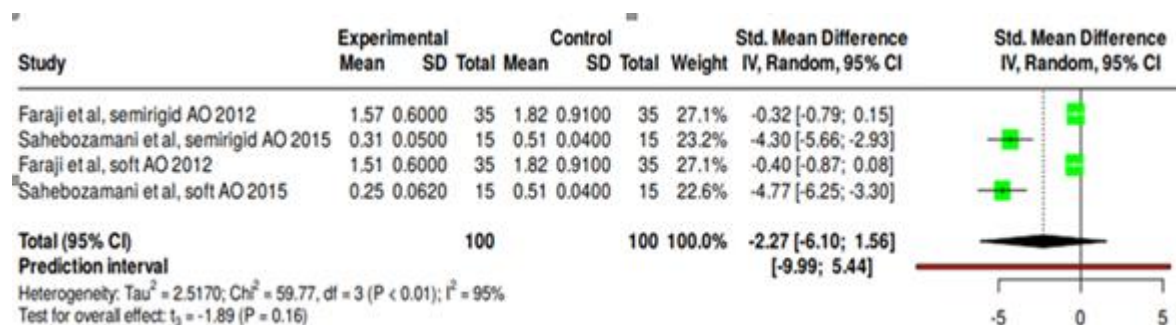 Experimental Control Std. Mean Difference Std. Mean Difference
Study Mean SD Total Mean SD Total Weight IV, Random, 95% CI IV, Random, 95% CI
Faraji et al, semirigid AO 2012 1.57 0.6000 35 1.82 0.9100 35 27.1% -0.32 [-0.79; 0.15]
Sahebozamani et al, semirigid AO 2015 0.31 0.0500 15 0.51 0.0400 15 23.2% -4.30 [-5.66; -2.93]
Faraji et al, soft AO 2012 1.51 0.6000 35 1.82 0.9100 35 27.1% -0.40 [-0.87; 0.08]
Sahebozamani et al, soft AO 2015 0.25 0.0620 15 0.51 0.0400 15 22.6% -4.77 [-6.25; -3.30]
Total (95% CI) 100 100 100.0% -2.27 [-6.10; 1.56]
Prediction interval [-9.99; 5.44]
Heterogeneity: Tau² = 2.5170; Chi² = 59.77, df = 3 (P < 0.01); I² = 95%
Test for overall effect: t₃ = -1.89 (P = 0.16) -5 0 5